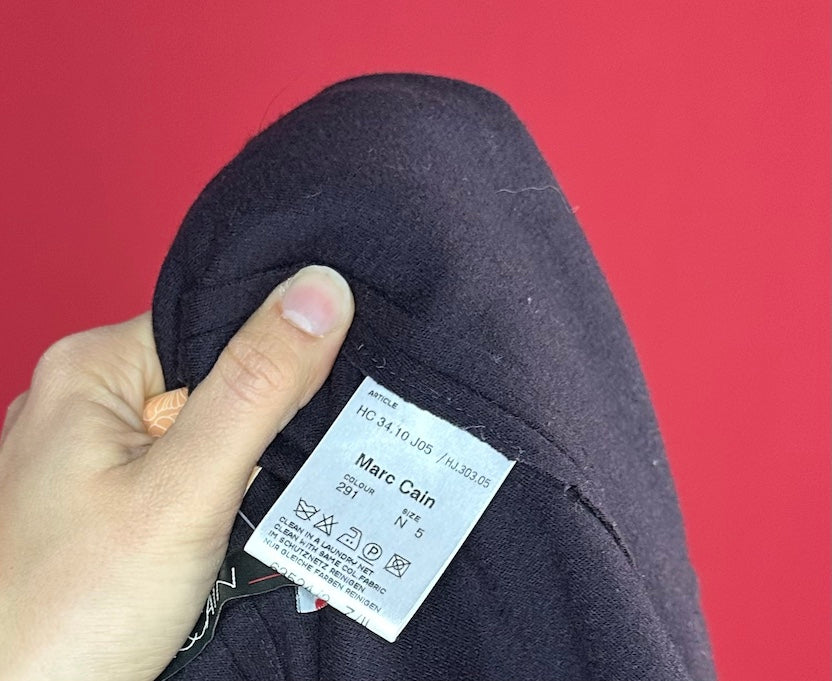 ARTICLE
HC 34.10 J05 / HJ.303.05
Marc Cain
COLOUR SIZE
291 N 5
P
CLEAN IN A LAUNDRY NET
CLEAN WITH SAME COL. FABRIC
IM SCHUTZNETZ REINIGEN
NUR GLEICHE FARBEN REINIGEN
CAIN